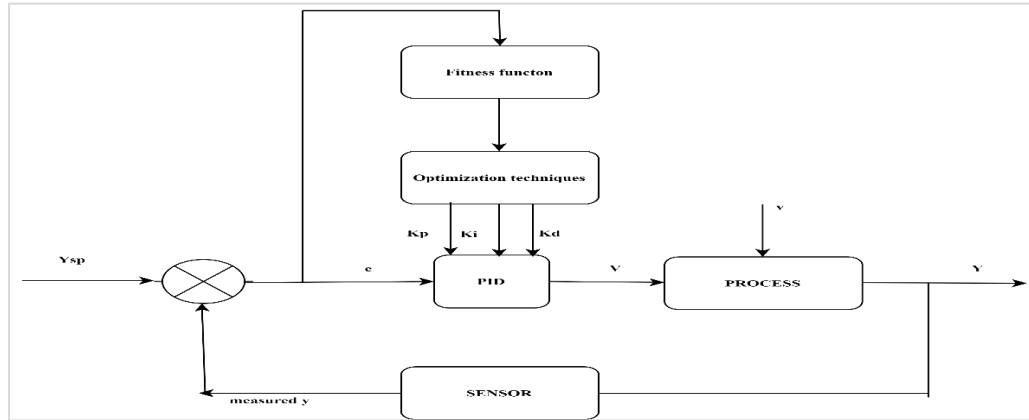 Fitness functon
Optimization techniques
Kp Ki Kd
v
Ysp e PID V PROCESS Y
measured y SENSOR